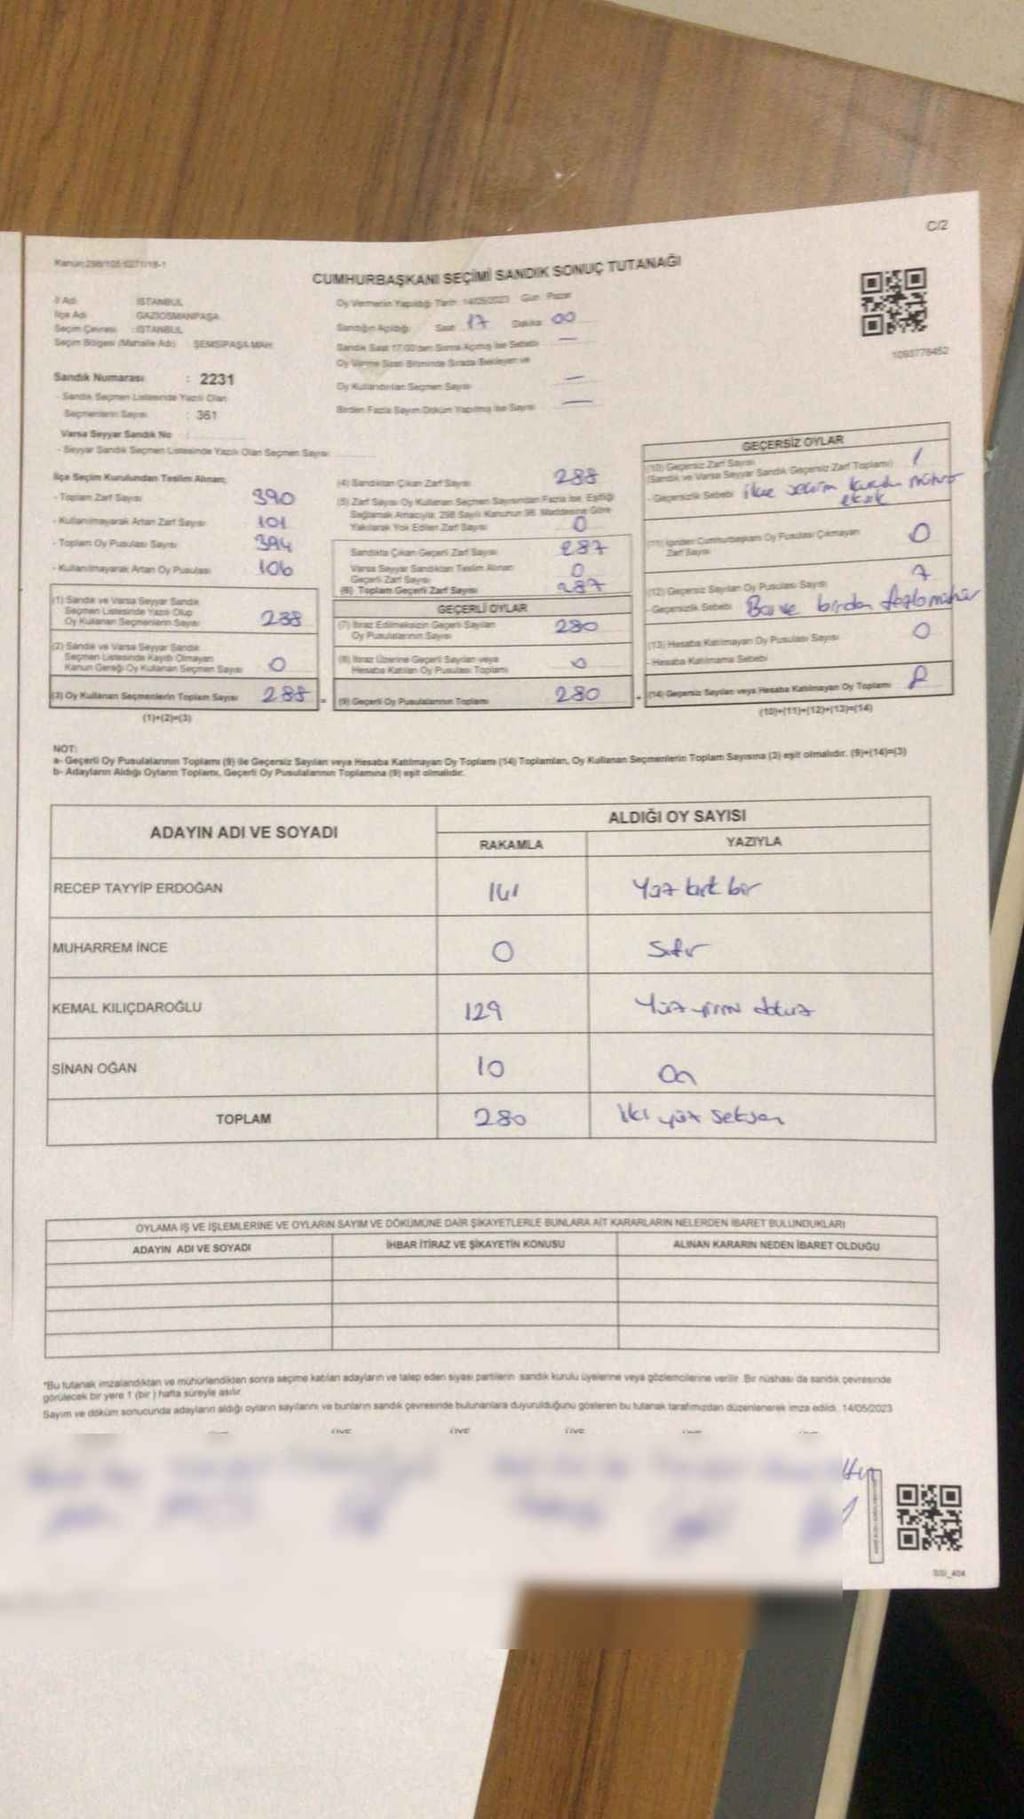 C/2
Kanun:298/105 6271/18-1
CUMHURBAŞKANI SEÇİMİ SANDIK SONUÇ TUTANAĞI
İl Adı : İSTANBUL
İlçe Adı : GAZİOSMANPAŞA
Seçim Çevresi : İSTANBUL
Seçim Bölgesi (Mahalle Adı) : ŞEMSİPAŞA MAH.
Oy Vermenin Yapıldığı Tarih: 14/05/2023 Gün: Pazar
Sandığın Açıldığı Saat: 17 Dakika: 00
Sandık Saat 17:00'den Sonra Açılmış İse Sebebi —
Oy Verme Saati Bitiminde Sırada Bekleyen ve
Oy Kullandırılan Seçmen Sayısı —
Birden Fazla Sayım Döküm Yapılmış İse Sayısı —
1093778452
Sandık Numarası : 2231
- Sandık Seçmen Listesinde Yazılı Olan
Seçmenlerin Sayısı : 361
Varsa Seyyar Sandık No :
- Seyyar Sandık Seçmen Listesinde Yazılı Olan Seçmen Sayısı
İlçe Seçim Kurulundan Teslim Alınan;
- Toplam Zarf Sayısı 390
- Kullanılmayarak Artan Zarf Sayısı 101
- Toplam Oy Pusulası Sayısı 394
- Kullanılmayarak Artan Oy Pusulası 106
(1) Sandık ve Varsa Seyyar Sandık
Seçmen Listesinde Yazılı Olup
Oy Kullanan Seçmenlerin Sayısı 288
(2) Sandık ve Varsa Seyyar Sandık
Seçmen Listesinde Kayıtlı Olmayan
Kanun Gereği Oy Kullanan Seçmen Sayısı 0
(3) Oy Kullanan Seçmenlerin Toplam Sayısı 288
(1)+(2)=(3)
(4) Sandıktan Çıkan Zarf Sayısı 288
(5) Zarf Sayısı Oy Kullanan Seçmen Sayısından Fazla İse, Eşitliği
Sağlamak Amacıyla, 298 Sayılı Kanunun 98. Maddesine Göre
Yakılarak Yok Edilen Zarf Sayısı 0
Sandıkta Çıkan Geçerli Zarf Sayısı 287
Varsa Seyyar Sandıktan Teslim Alınan
Geçerli Zarf Sayısı 0
(6) Toplam Geçerli Zarf Sayısı 287
GEÇERLİ OYLAR
(7) İtiraz Edilmeksizin Geçerli Sayılan
Oy Pusulalarının Sayısı 280
(8) İtiraz Üzerine Geçerli Sayılan veya
Hesaba Katılan Oy Pusulası Toplamı 0
= (9) Geçerli Oy Pusulalarının Toplamı 280
GEÇERSİZ OYLAR
(10) Geçersiz Zarf Sayısı
(Sandık ve Varsa Seyyar Sandık Geçersiz Zarf Toplamı) 1
- Geçersizlik Sebebi ilçe seçim kurulu mührü
eksik
(11) İçinden Cumhurbaşkanı Oy Pusulası Çıkmayan
Zarf Sayısı 0
(12) Geçersiz Sayılan Oy Pusulası Sayısı 7
- Geçersizlik Sebebi Boş ve birden fazla mühür
(13) Hesaba Katılmayan Oy Pusulası Sayısı 0
- Hesaba Katılmama Sebebi
+ (14) Geçersiz Sayılan veya Hesaba Katılmayan Oy Toplamı 8
(10)+(11)+(12)+(13)=(14)
NOT:
a- Geçerli Oy Pusulalarının Toplamı (9) ile Geçersiz Sayılan veya Hesaba Katılmayan Oy Toplamı (14) Toplamları, Oy Kullanan Seçmenlerin Toplam Sayısına (3) eşit olmalıdır. (9)+(14)=(3)
b- Adayların Aldığı Oyların Toplamı, Geçerli Oy Pusulalarının Toplamına (9) eşit olmalıdır.
ADAYIN ADI VE SOYADI ALDIĞI OY SAYISI
RAKAMLA YAZIYLA
RECEP TAYYİP ERDOĞAN 141 Yüz kırk bir
MUHARREM İNCE 0 Sıfır
KEMAL KILIÇDAROĞLU 129 Yüz yirmi dokuz
SİNAN OĞAN 10 On
TOPLAM 280 İki yüz seksen
OYLAMA İŞ VE İŞLEMLERİNE VE OYLARIN SAYIM VE DÖKÜMÜNE DAİR ŞİKAYETLERLE BUNLARA AİT KARARLARIN NELERDEN İBARET BULUNDUKLARI
ADAYIN ADI VE SOYADI İHBAR İTİRAZ VE ŞİKAYETİN KONUSU ALINAN KARARIN NEDEN İBARET OLDUĞU
*Bu tutanak imzalandıktan ve mühürlendikten sonra seçime katılan adayların ve talep eden siyasi partilerin sandık kurulu üyelerine veya gözlemcilerine verilir. Bir nüshası da sandık çevresinde
görülecek bir yere 1 (bir) hafta süreyle asılır.
Sayım ve döküm sonucunda adayların aldığı oyların sayılarını ve bunların sandık çevresinde bulunanlara duyurulduğunu gösteren bu tutanak tarafımızdan düzenlenerek imza edildi. 14/05/2023
ÜYE ÜYE ÜYE
SSI_404